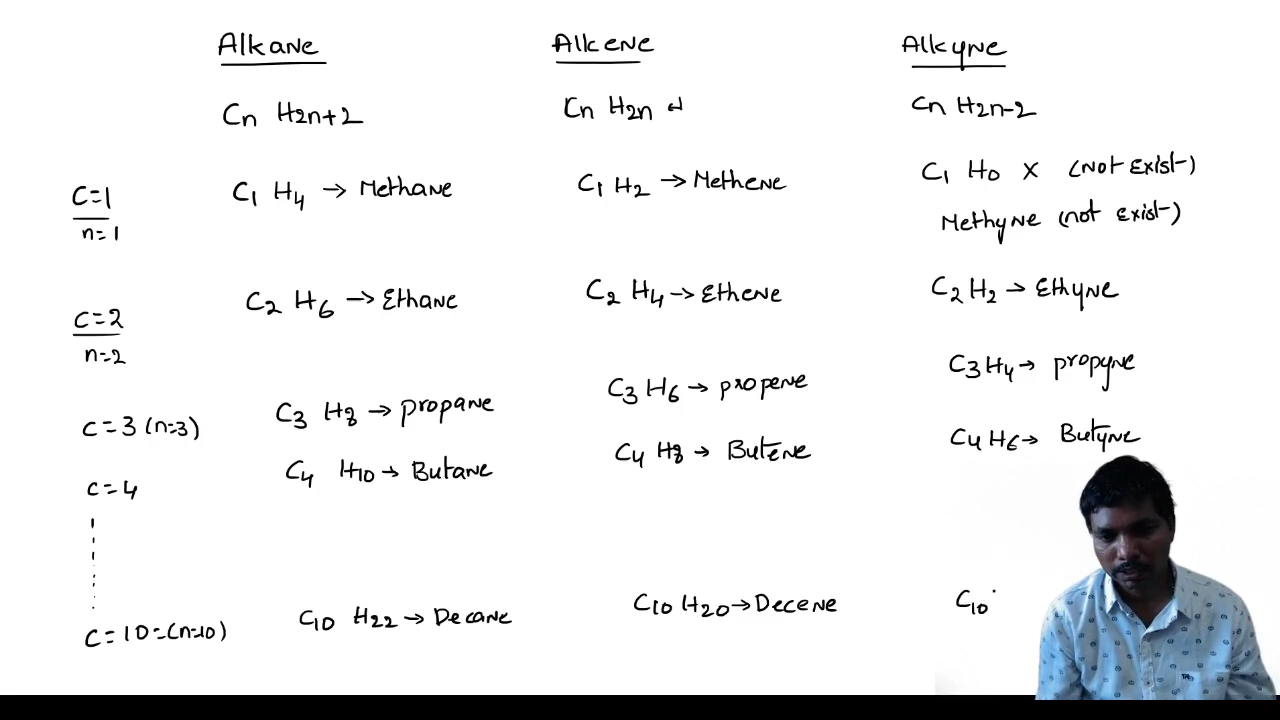 Alkane Alkene Alkyne
Cn H2n+2 Cn H2n Cn H2n-2
C=1 C1 H4 → Methane C1 H2 → Methene C1 H0 X (Not Exist)
n=1 Methyne (not exist)
C=2 C2 H6 → Ethane C2 H4 → Ethene C2 H2 → Ethyne
n=2
C=3 (n=3) C3 H8 → propane C3 H6 → propene C3 H4 → propyne
C=4 C4 H10 → Butane C4 H8 → Butene C4 H6 → Butyne
C=10=(n=10) C10 H22 → Decane C10 H20 → Decene C10